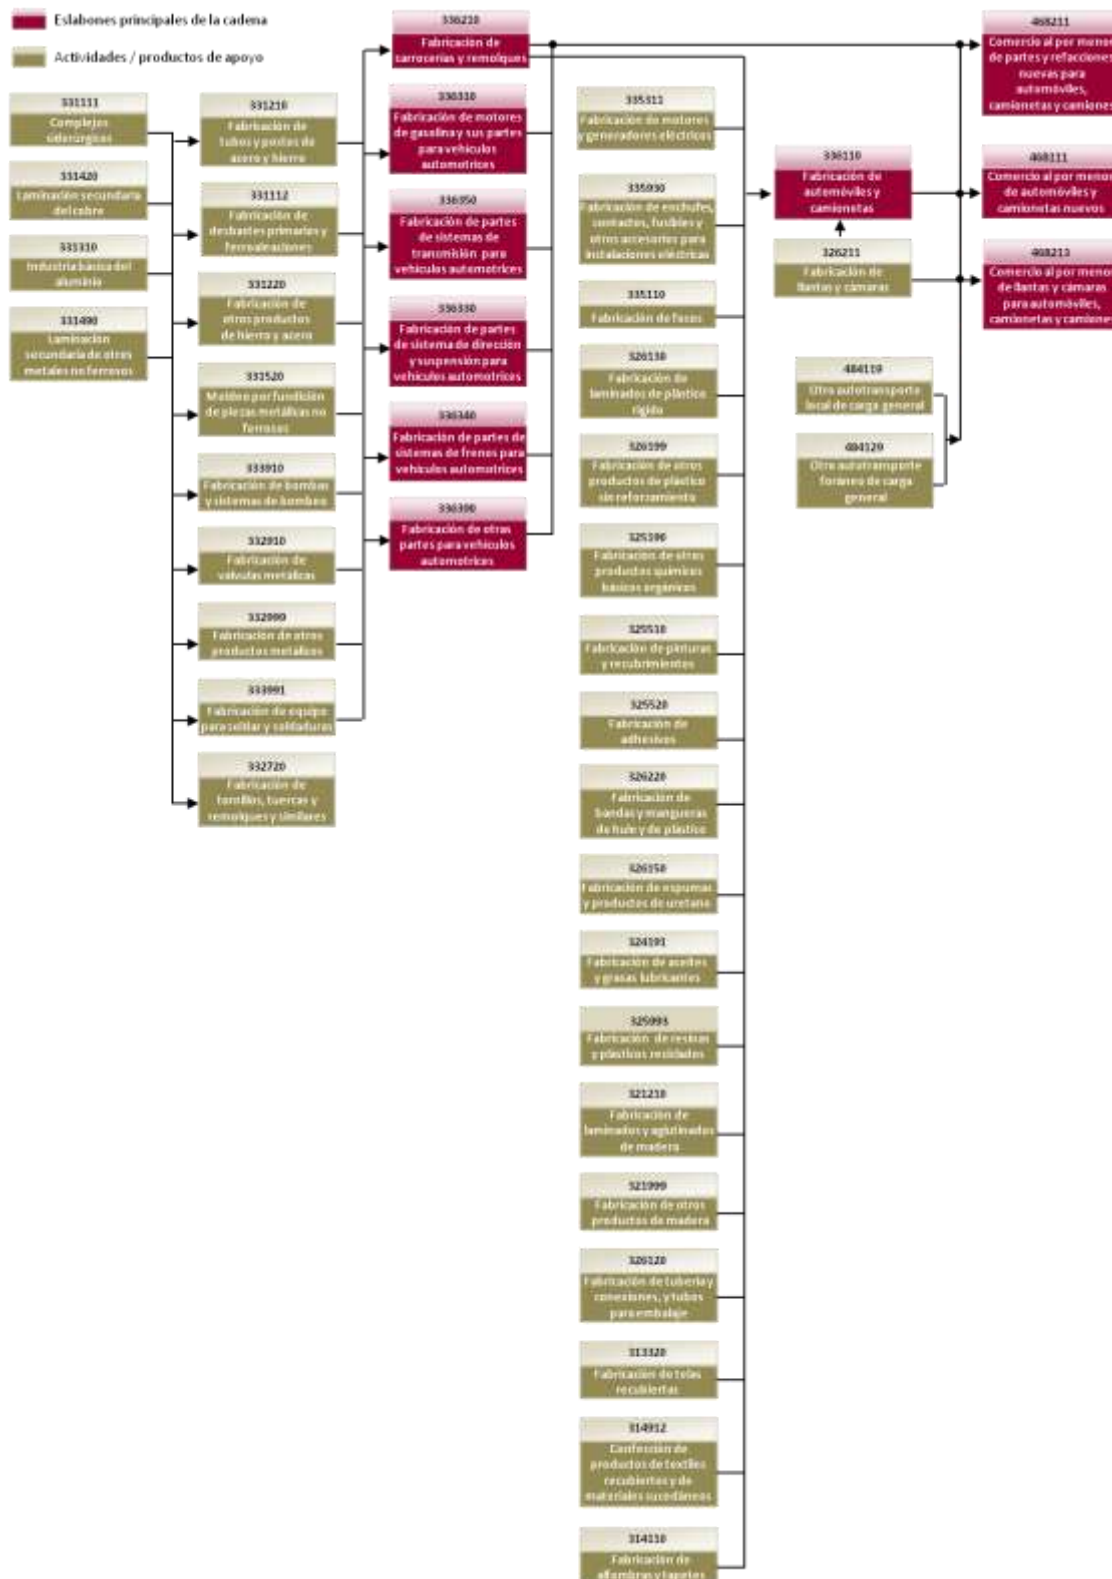 Eslabones principales de la cadena
Actividades / productos de apoyo
331111
Complejos
siderurgicos
331420
Laminación secundaria
del cobre
331310
Industria básica del
aluminio
331490
Laminación
secundaria de otros
metales no ferrosos
331210
Fabricación de
tubos y postes de
acero y hierro
331112
Fabricación de
desbastes primarios y
ferroaleaciones
331220
Fabricación de
otros productos
de hierro y acero
331520
Moldeo por fundición
de piezas metálicas no
ferrosos
333910
Fabricación de bombas
y sistemas de bombeo
332910
Fabricación de
válvulas metálicas
332999
Fabricación de otros
productos metálicos
333991
Fabricación de equipo
para soldar y soldaduras
332720
Fabricación de
tornillos, tuercas y
remolques y similares
336210
Fabricación de
carrocerías y remolques
336310
Fabricación de motores
de gasolina y sus partes
para vehículos
automotrices
336350
Fabricación de partes
de sistemas de
transmisión para
vehículos automotrices
336330
Fabricación de partes
de sistema de dirección
y suspensión para
vehículos automotrices
336340
Fabricación de partes de
sistemas de frenos para
vehículos automotrices
336390
Fabricación de otras
partes para vehículos
automotrices
335311
Fabricación de motores
y generadores eléctricos
335930
Fabricación de enchufes,
contactos, fusibles y
otros accesorios para
instalaciones eléctricas
335110
Fabricación de focos
326130
Fabricación de
laminados de plástico
rígido
326199
Fabricación de otros
productos de plástico
sin reforzamiento
325190
Fabricación de otros
productos químicos
básicos orgánicos
325510
Fabricación de pinturas
y recubrimientos
325520
Fabricación de
adhesivos
326220
Fabricación de
bandas y mangueras
de hule y de plástico
326150
Fabricación de espumas
y productos de uretano
324191
Fabricación de aceites
y grasas lubricantes
325993
Fabricación de resinas
y plásticos reciclados
321210
Fabricación de
laminados y aglutinados
de madera
321999
Fabricación de otros
productos de madera
326120
Fabricación de tubería y
conexiones, y tubos
para embalaje
313320
Fabricación de telas
recubiertas
314912
Confección de
productos de textiles
recubiertos y de
materiales sucedáneos
314110
Fabricación de
alfombras y tapetes
336110
Fabricación de
automóviles y
camionetas
326211
Fabricación de
llantas y cámaras
484119
Otro autotransporte
local de carga general
484129
Otro autotransporte
foráneo de carga
general
468211
Comercio al por menor
de partes y refacciones
nuevas para
automóviles,
camionetas y camiones
468111
Comercio al por menor
de automóviles y
camionetas nuevos
468213
Comercio al por menor
de llantas y cámaras
para automóviles,
camionetas y camiones